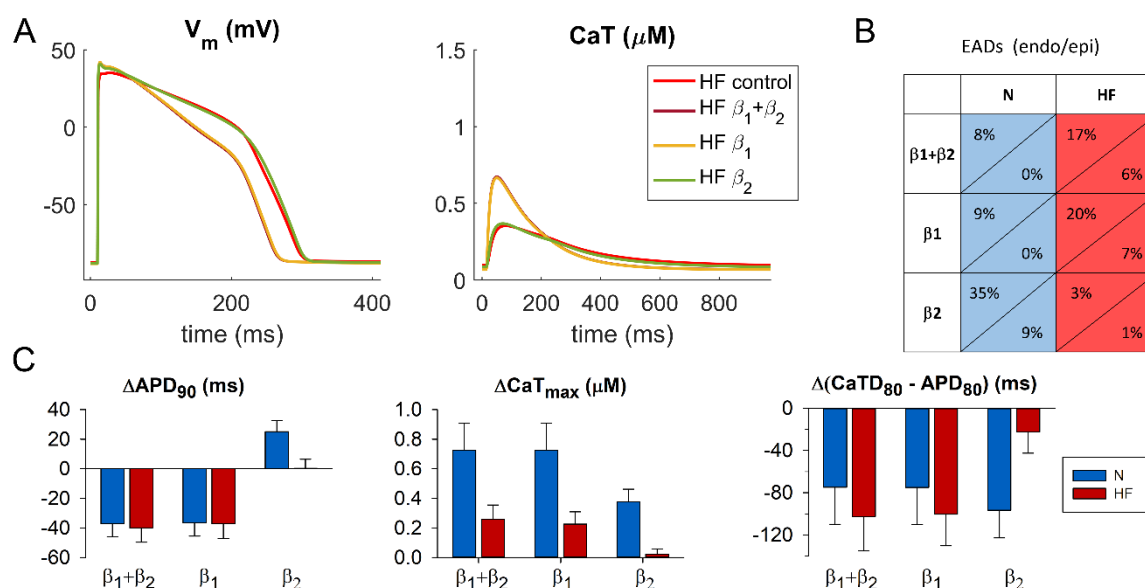 A
V_m (mV)
50
0
-50
0
200
400
time (ms)
CaT (μM)
1.5
1
0.5
0
0
200
400
600
800
time (ms)
HF control
HF β₁+β₂
HF β₁
HF β₂
B
EADs (endo/epi)
N HF
β1+β2 8% 0% 17% 6%
β1 9% 0% 20% 7%
β2 35% 9% 3% 1%
C
ΔAPD₉₀ (ms)
40
20
0
-20
-40
-60
β₁+β₂ β₁ β₂
ΔCaT_max (μM)
1.0
0.8
0.6
0.4
0.2
0.0
β₁+β₂ β₁ β₂
Δ(CaTD₈₀ - APD₈₀) (ms)
0
-40
-80
-120
β₁+β₂ β₁ β₂
N
HF